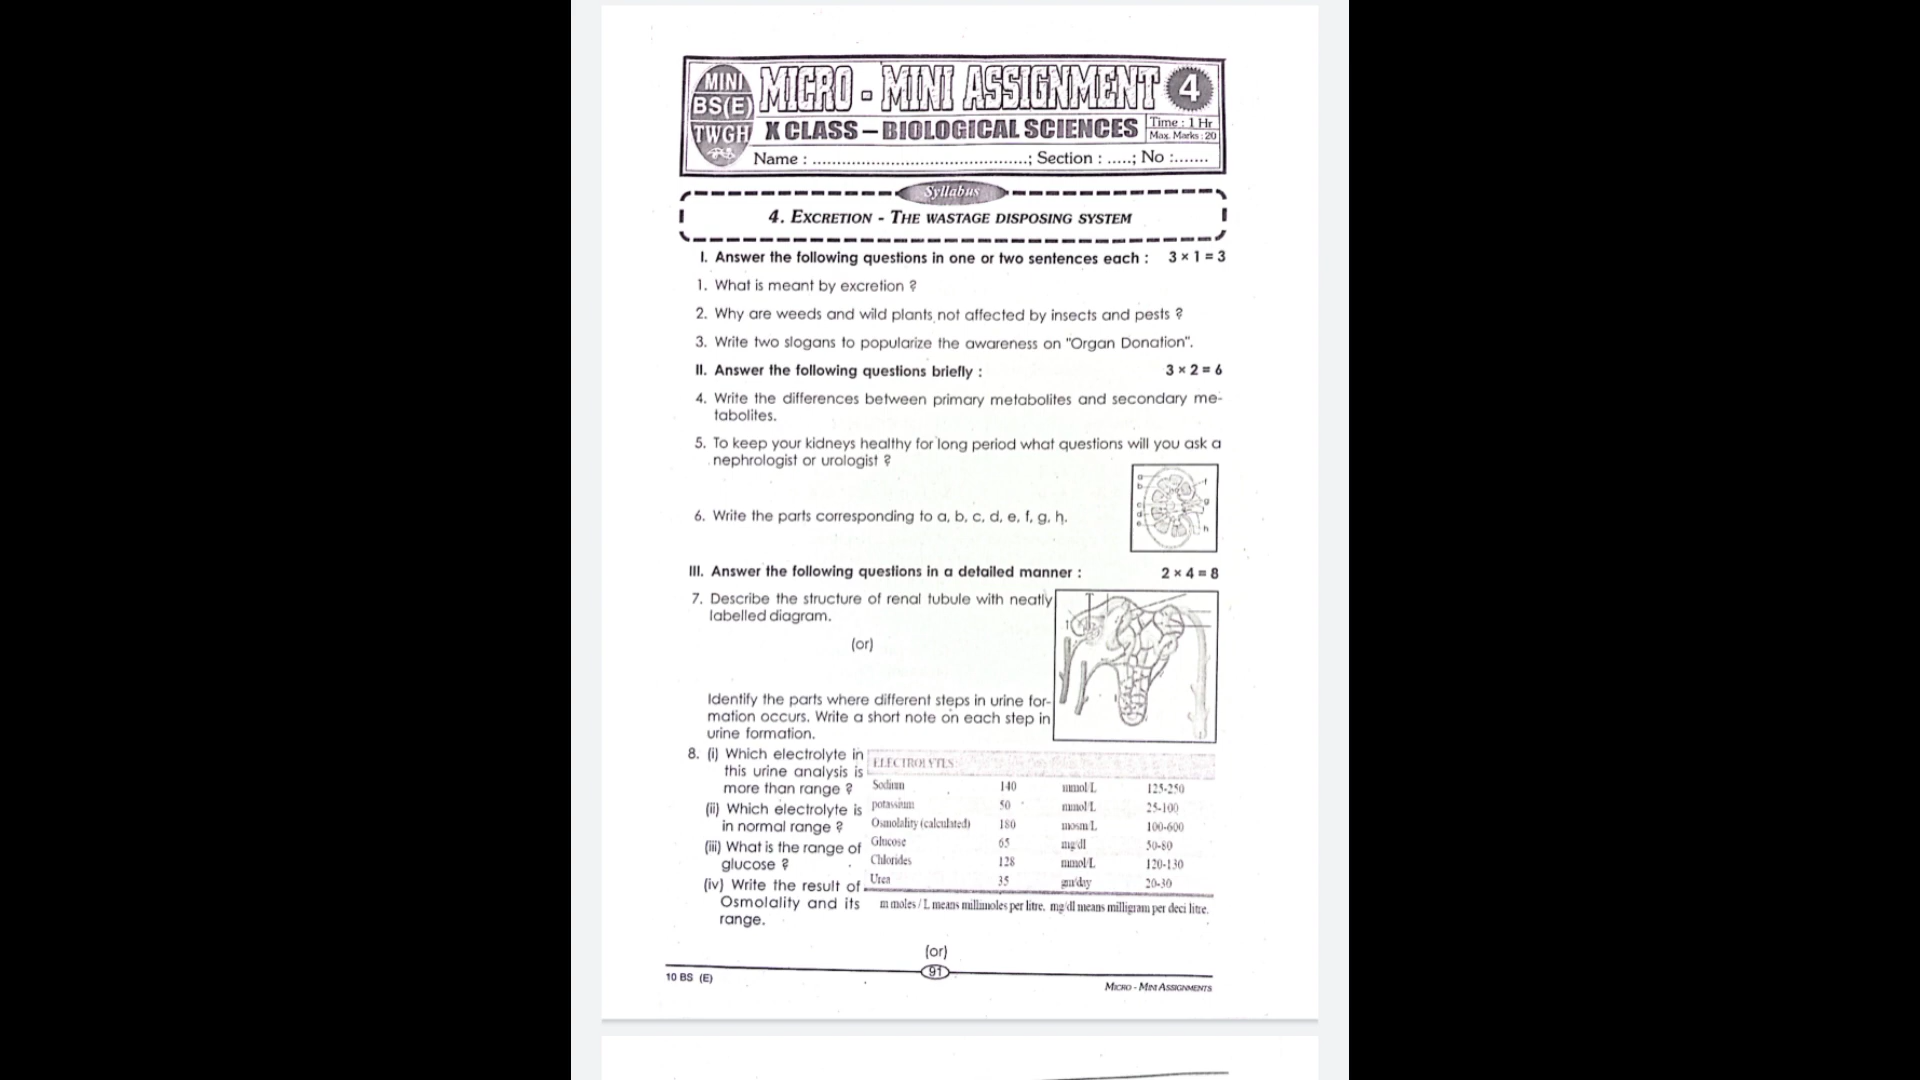 MINI
BS(E)
TWGH
MICRO - MINI ASSIGNMENT 4
X CLASS – BIOLOGICAL SCIENCES
Time : 1 Hr
Max. Marks : 20
Name : ............................................; Section : .....; No :.......
Syllabus
4. EXCRETION - THE WASTAGE DISPOSING SYSTEM
I. Answer the following questions in one or two sentences each : 3 × 1 = 3
1. What is meant by excretion ?
2. Why are weeds and wild plants not affected by insects and pests ?
3. Write two slogans to popularize the awareness on "Organ Donation".
II. Answer the following questions briefly : 3 × 2 = 6
4. Write the differences between primary metabolites and secondary me-
tabolites.
5. To keep your kidneys healthy for long period what questions will you ask a
nephrologist or urologist ?
a
b
c
d
e
f
g
h
6. Write the parts corresponding to a, b, c, d, e, f, g, h.
III. Answer the following questions in a detailed manner : 2 × 4 = 8
7. Describe the structure of renal tubule with neatly
labelled diagram.
(or)
Identify the parts where different steps in urine for-
mation occurs. Write a short note on each step in
urine formation.
8. (i) Which electrolyte in
this urine analysis is
more than range ?
(ii) Which electrolyte is
in normal range ?
(iii) What is the range of
glucose ?
(iv) Write the result of
Osmolality and its
range.
ELECTROLYTES
Sodium 140 mmol/L 125-250
potassium 50 mmol/L 25-100
Osmolality (calculated) 180 mosm/L 100-600
Glucose 65 mg/dl 50-80
Chlorides 128 mmol/L 120-130
Urea 35 gm/day 20-30
m moles / L means millimoles per litre. mg/dl means milligram per deci litre.
(or)
10 BS (E)
91
MICRO - MINI ASSIGNMENTS